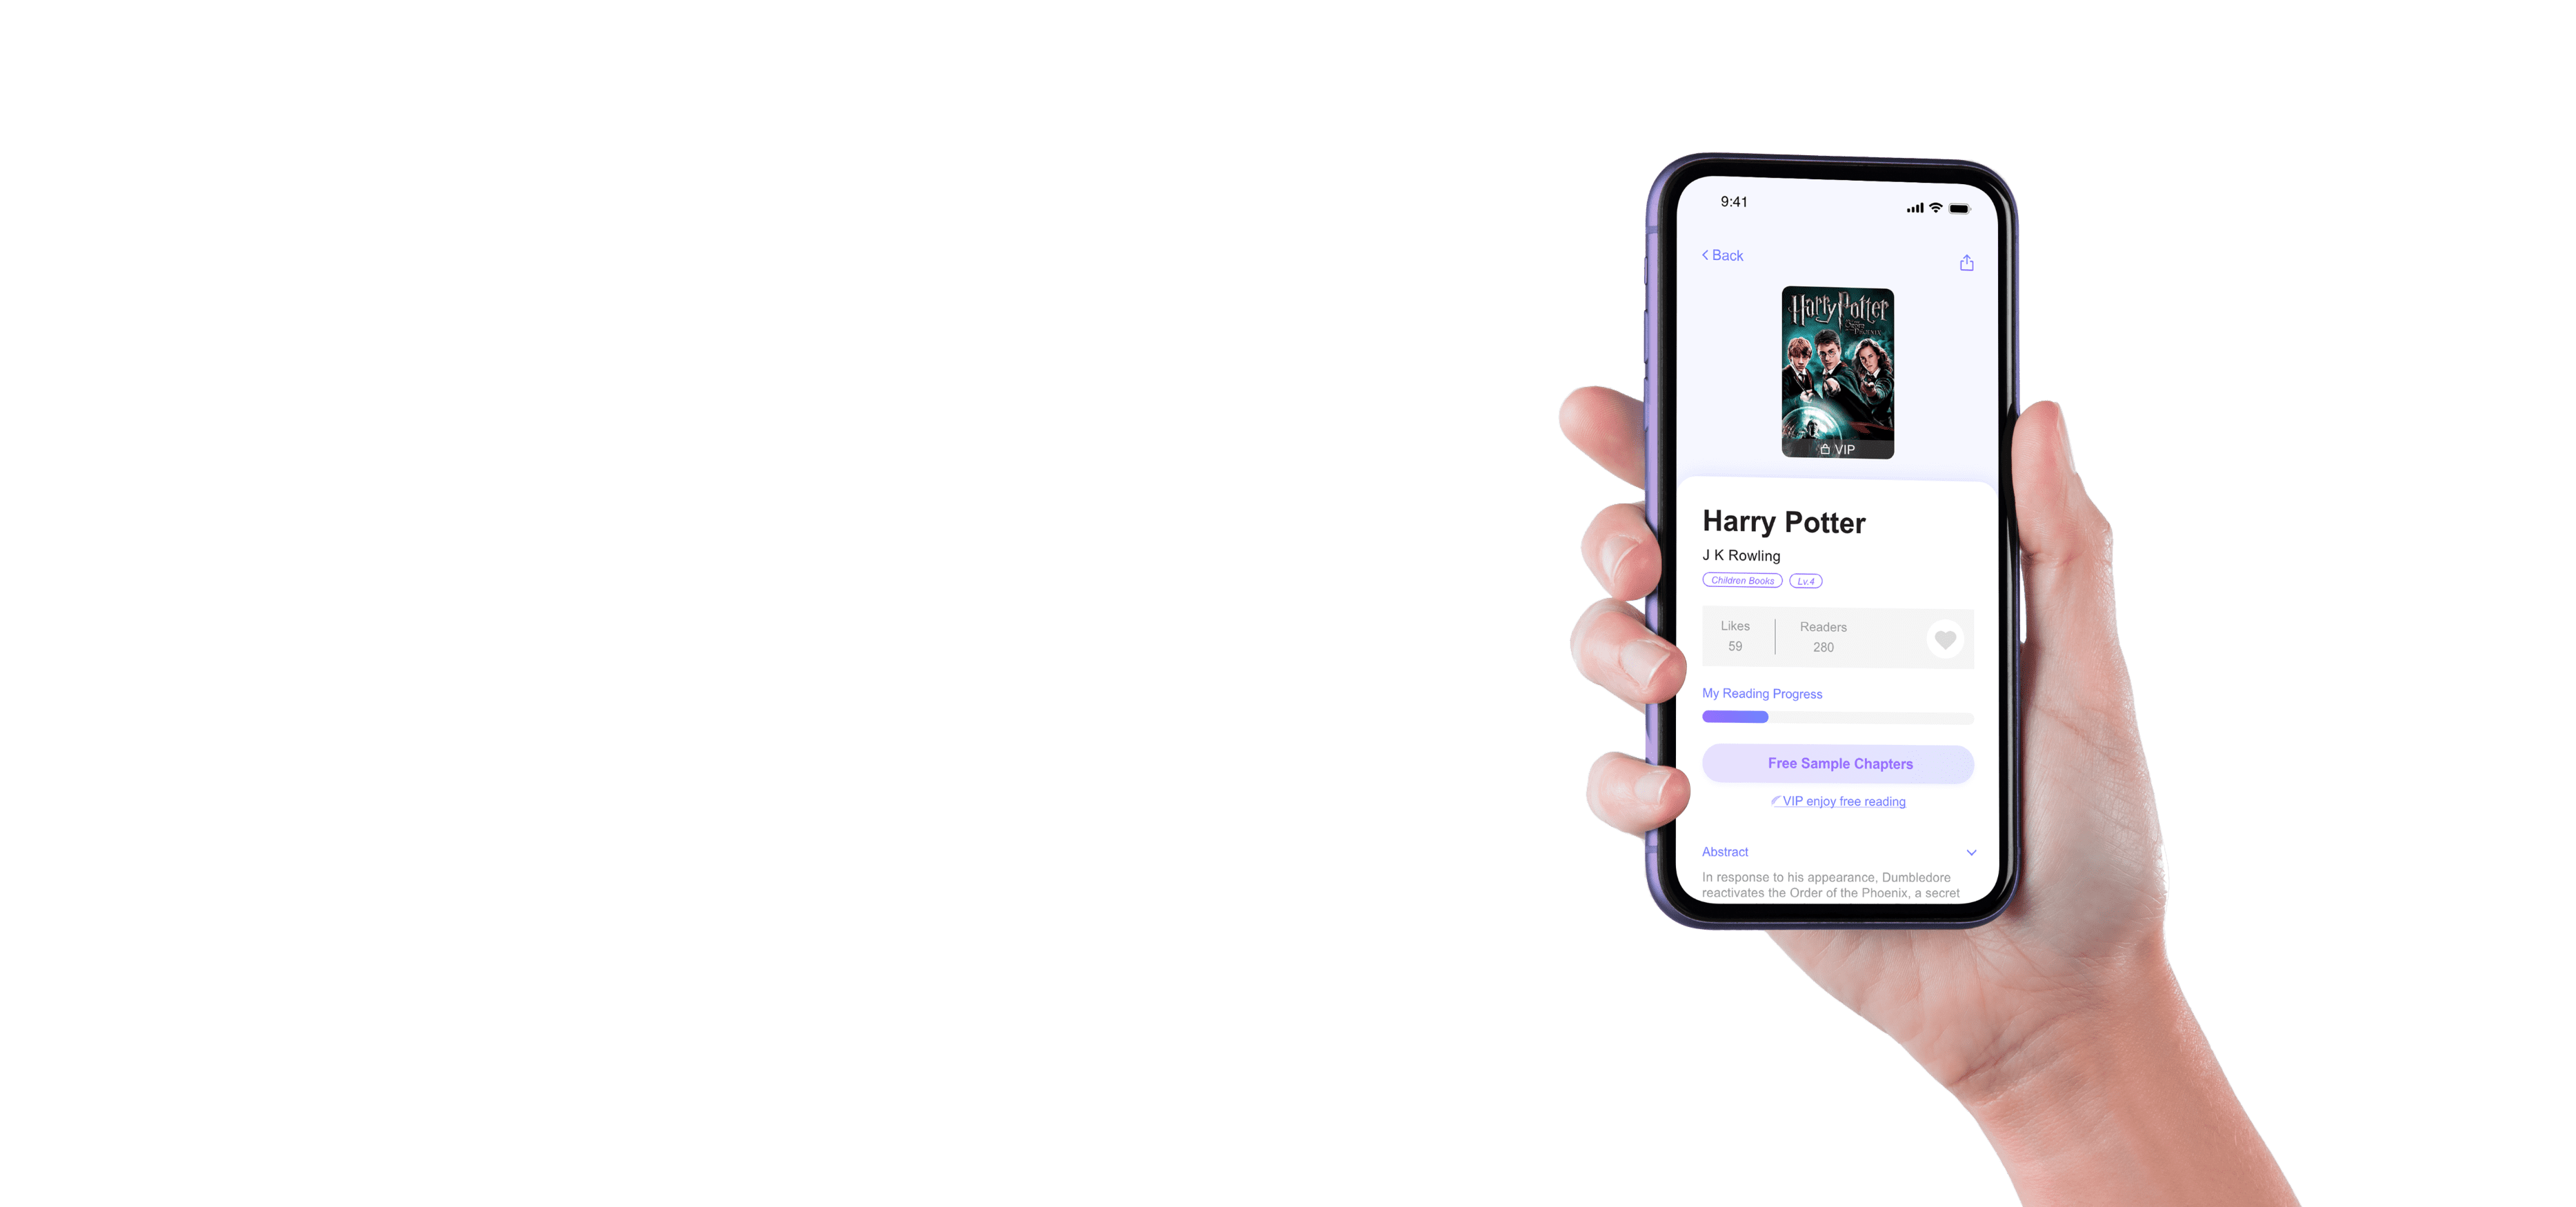 9:41
Back
Harry Potter
VIP
Harry Potter
J K Rowling
Children Books Lv.4
Likes Readers
59 280
My Reading Progress
Free Sample Chapters
VIP enjoy free reading
Abstract
In response to his appearance, Dumbledore
reactivates the Order of the Phoenix, a secret